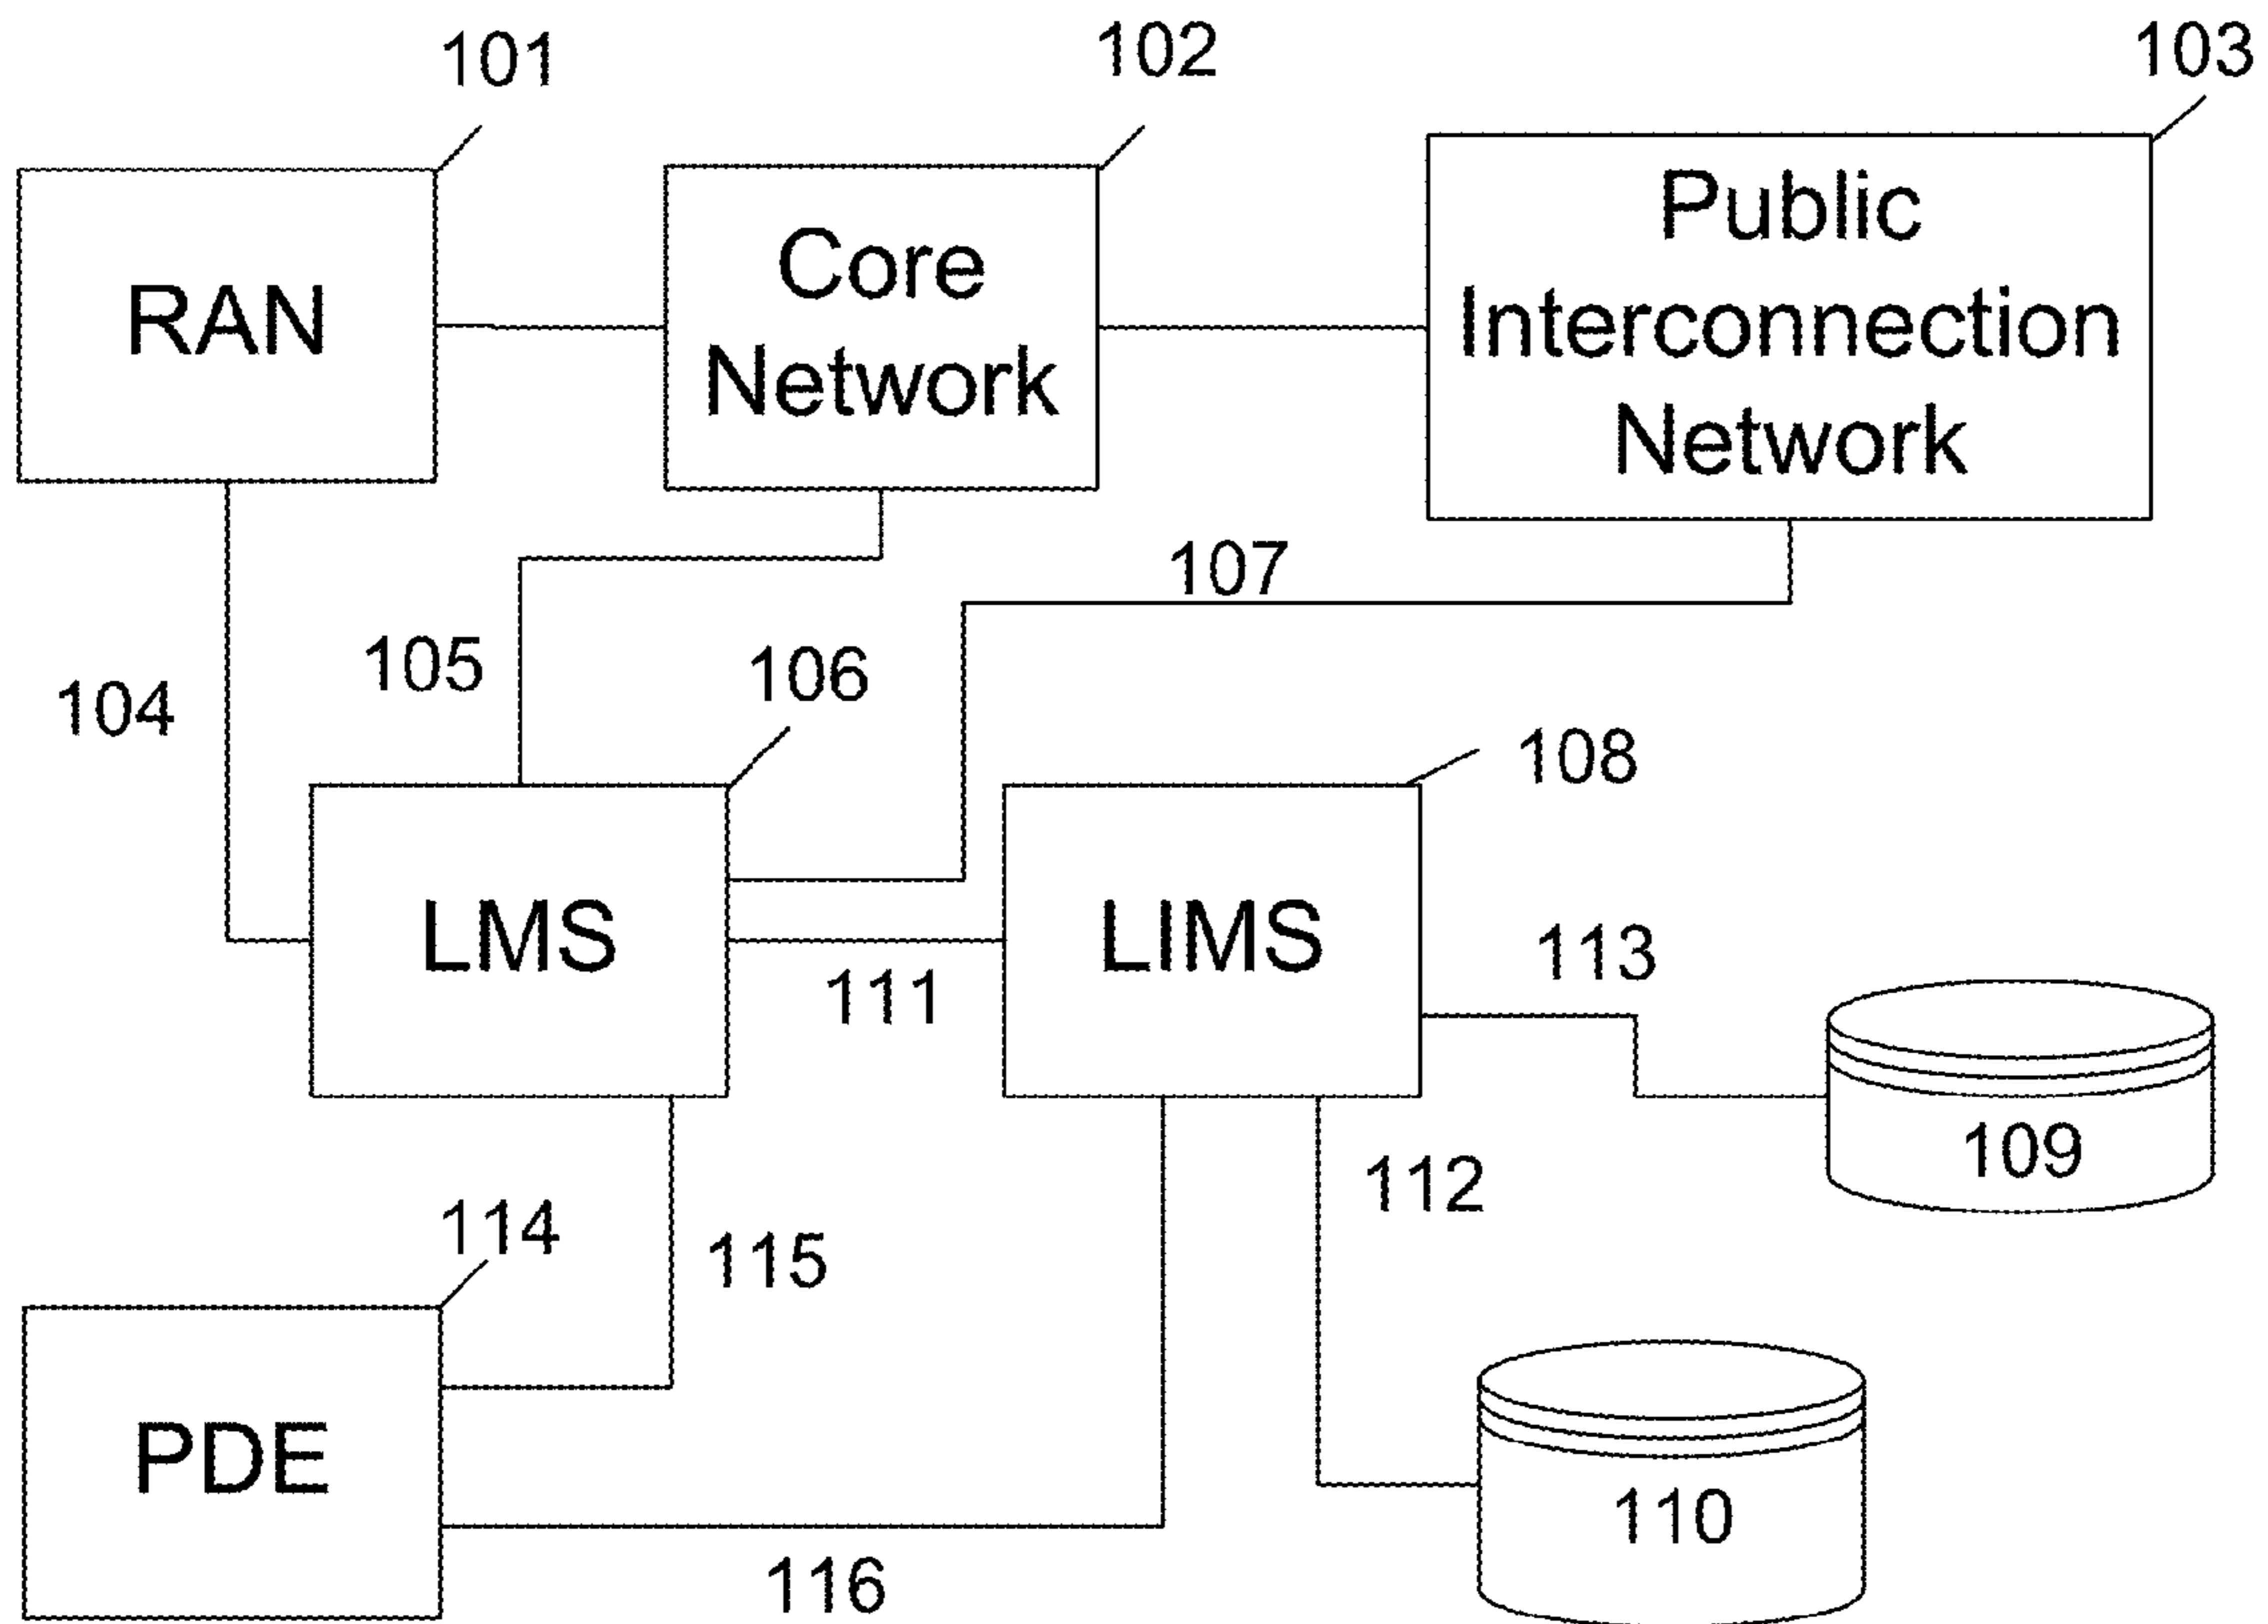 101
102
103
RAN
Core
Network
Public
Interconnection
Network
104
105
106
107
108
LMS
LIMS
111
113
109
112
114
115
PDE
110
116